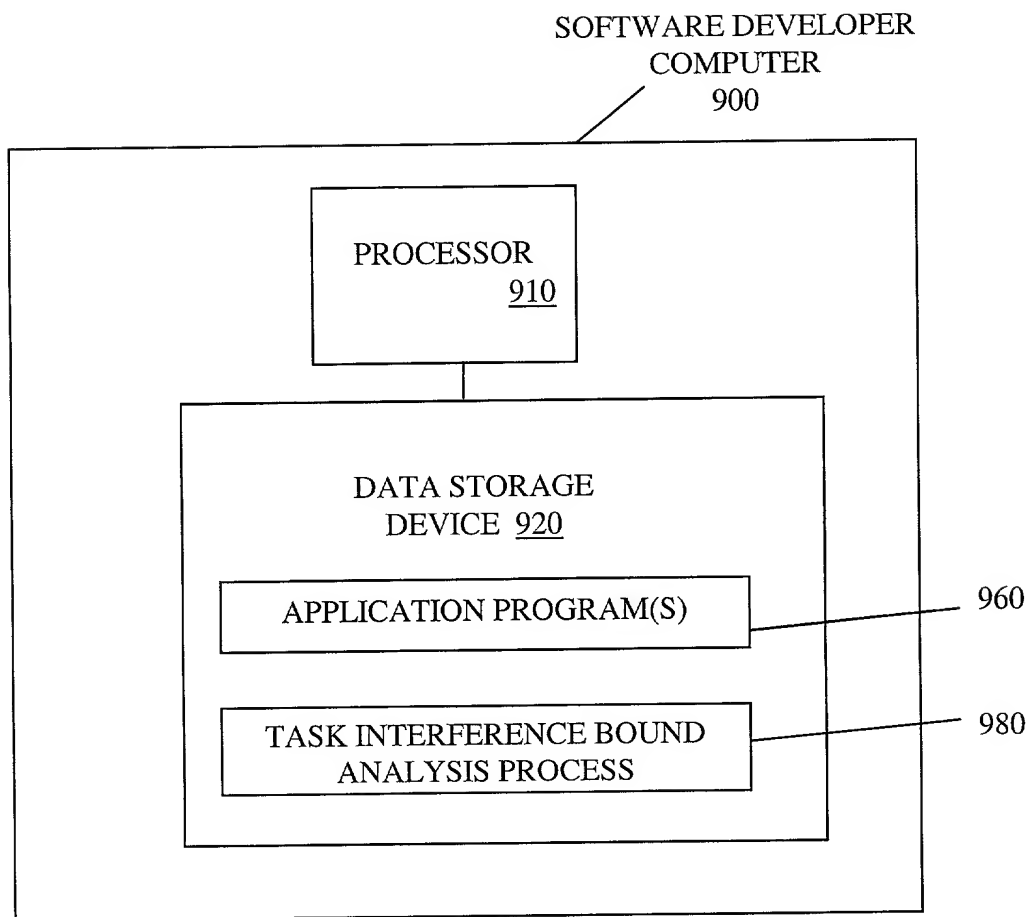 SOFTWARE DEVELOPER
COMPUTER
900
PROCESSOR
910
DATA STORAGE
DEVICE 920
APPLICATION PROGRAM(S)
960
TASK INTERFERENCE BOUND
ANALYSIS PROCESS
980